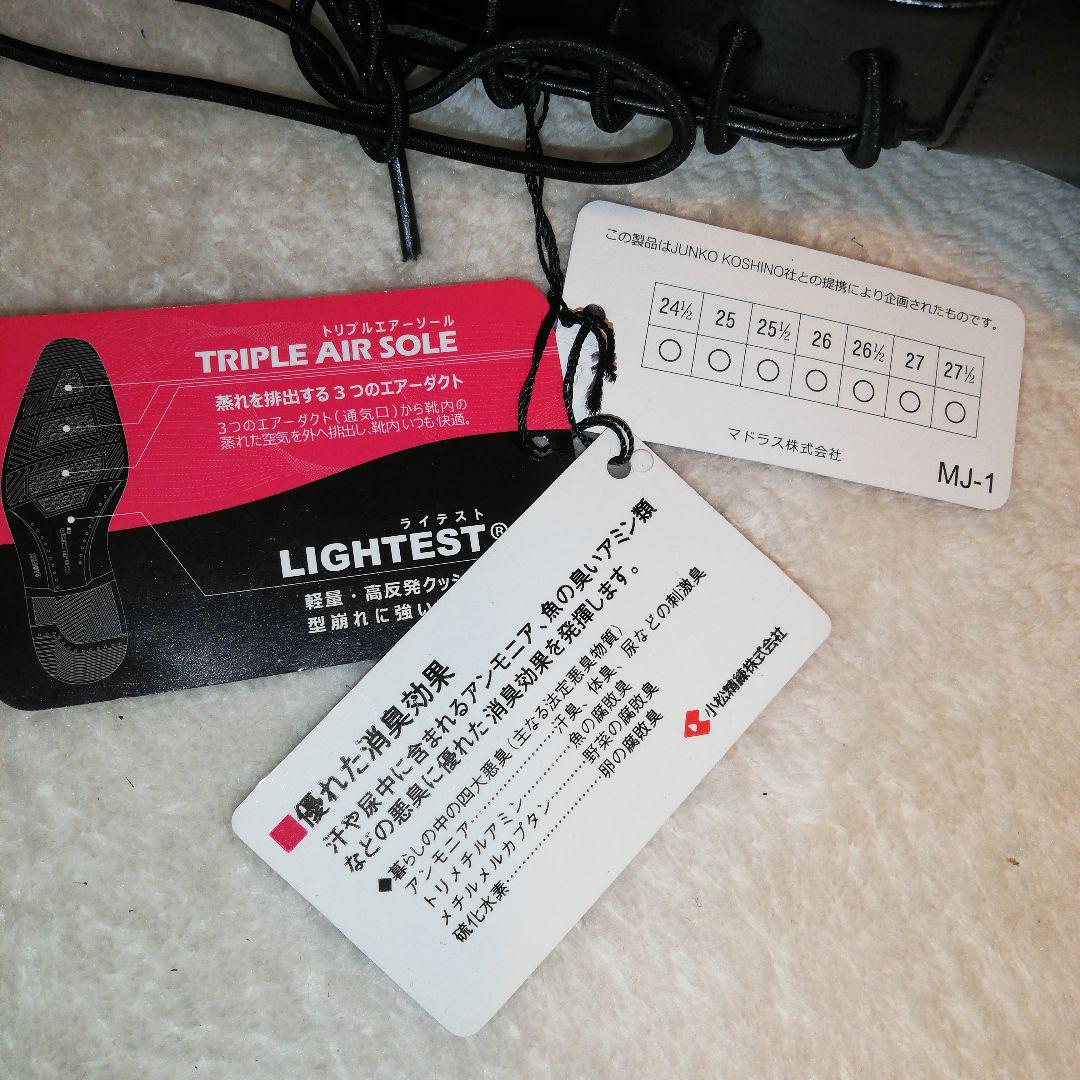 この製品はJUNKO KOSHINO社との提携により企画されたものです。
24½ 25 25½ 26 26½ 27 27½
○ ○ ○ ○ ○ ○ ○
マドラス株式会社
MJ-1
トリプルエアーソール
TRIPLE AIR SOLE
蒸れを排出する3つのエアーダクト
3つのエアーダクト(通気口)から靴内の
蒸れた空気を外へ排出し、靴内いつも快適。
ライテスト
LIGHTEST®
軽量・高反発クッシ
型崩れに強い
■優れた消臭効果
汗や尿中に含まれるアンモニア、魚の臭いアミン類
などの悪臭に優れた消臭効果を発揮します。
◆暮らしの中の四大悪臭(主なる法定悪臭物質)
アンモニア…………汗臭、体臭、尿などの刺激臭
トリメチルアミン…………魚の腐敗臭
メチルメルカプタン…………野菜の腐敗臭
硫化水素…………卵の腐敗臭
小松精練株式会社